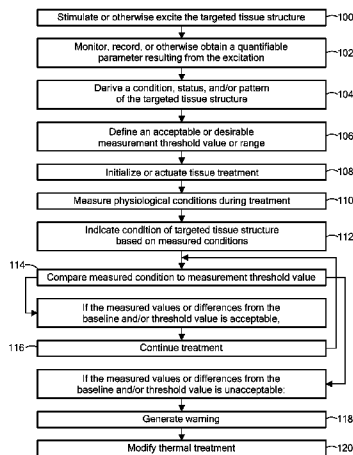 Stimulate or otherwise excite the targeted tissue structure
100
Monitor, record, or otherwise obtain a quantifiable
parameter resulting from the excitation
102
Derive a condition, status, and/or pattern
of the targeted tissue structure
104
Define an acceptable or desirable
measurement threshold value or range
106
Initialize or actuate tissue treatment
108
Measure physiological conditions during treatment
110
Indicate condition of targeted tissue structure
based on measured conditions
112
114
Compare measured condition to measurement threshold value
If the measured values or differences from the
baseline and/or threshold value is acceptable,
116
Continue treatment
If the measured values or differences from the
baseline and/or threshold value is unacceptable:
Generate warning
118
Modify thermal treatment
120